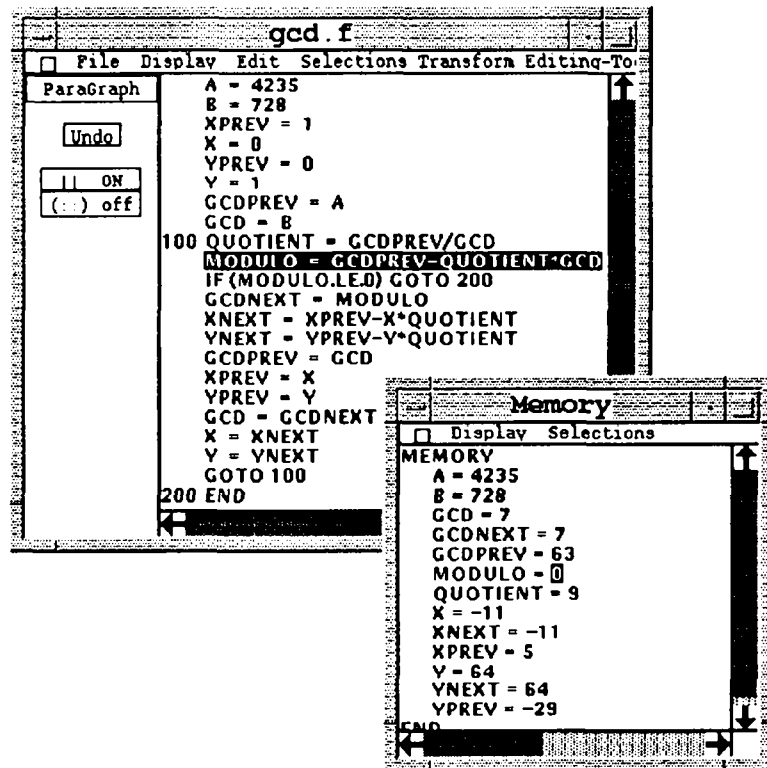 gcd.f
File Display Edit Selections Transform Editing-To
ParaGraph
Undo
|| ON
(::) off
A = 4235
B = 728
XPREV = 1
X = 0
YPREV = 0
Y = 1
GCDPREV = A
GCD = B
100 QUOTIENT = GCDPREV/GCD
MODULO = GCDPREV-QUOTIENT*GCD
IF (MODULO.LE.0) GOTO 200
GCDNEXT = MODULO
XNEXT = XPREV-X*QUOTIENT
YNEXT = YPREV-Y*QUOTIENT
GCDPREV = GCD
XPREV = X
YPREV = Y
GCD = GCDNEXT
X = XNEXT
Y = YNEXT
GOTO 100
200 END
Memory
Display Selections
MEMORY
A = 4235
B = 728
GCD = 7
GCDNEXT = 7
GCDPREV = 63
MODULO = 0
QUOTIENT = 9
X = -11
XNEXT = -11
XPREV = 5
Y = 64
YNEXT = 64
YPREV = -29
END